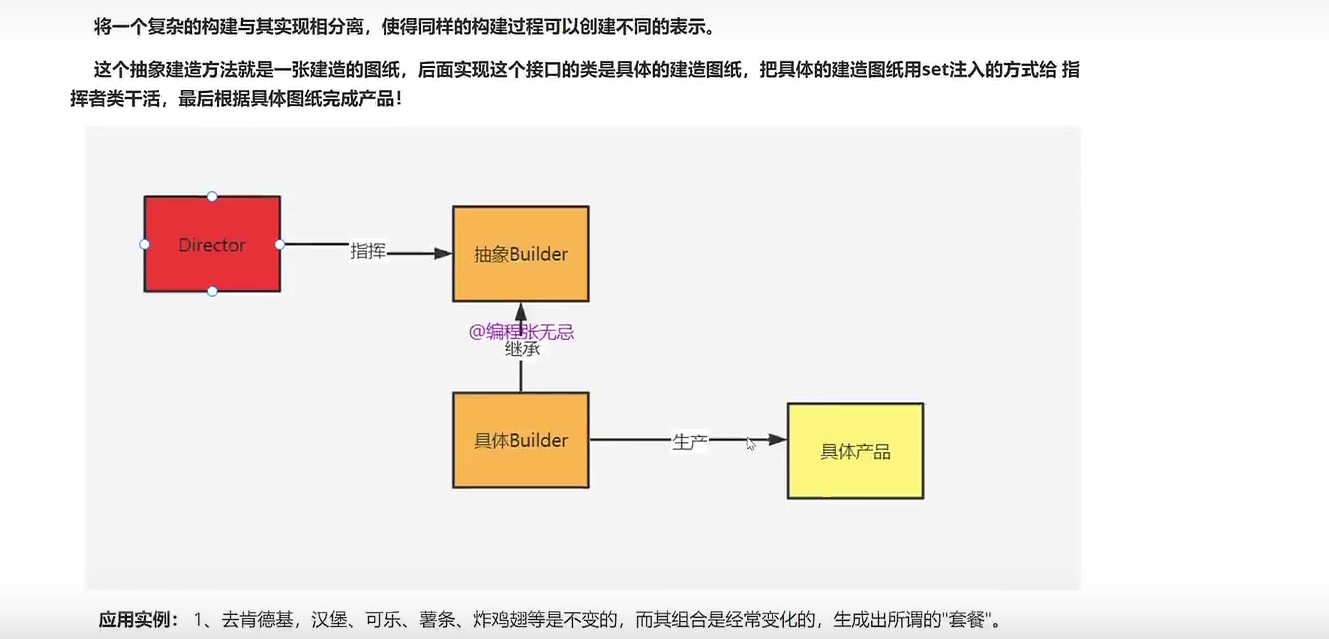 将一个复杂的构建与其实现相分离，使得同样的构建过程可以创建不同的表示。
这个抽象建造方法就是一张建造的图纸，后面实现这个接口的类是具体的建造图纸，把具体的建造图纸用set注入的方式给 指
挥者类干活，最后根据具体图纸完成产品！
Director
指挥
抽象Builder
@编程张无忌
继承
具体Builder
生产
具体产品
应用实例： 1、去肯德基，汉堡、可乐、薯条、炸鸡翅等是不变的，而其组合是经常变化的，生成出所谓的"套餐"。